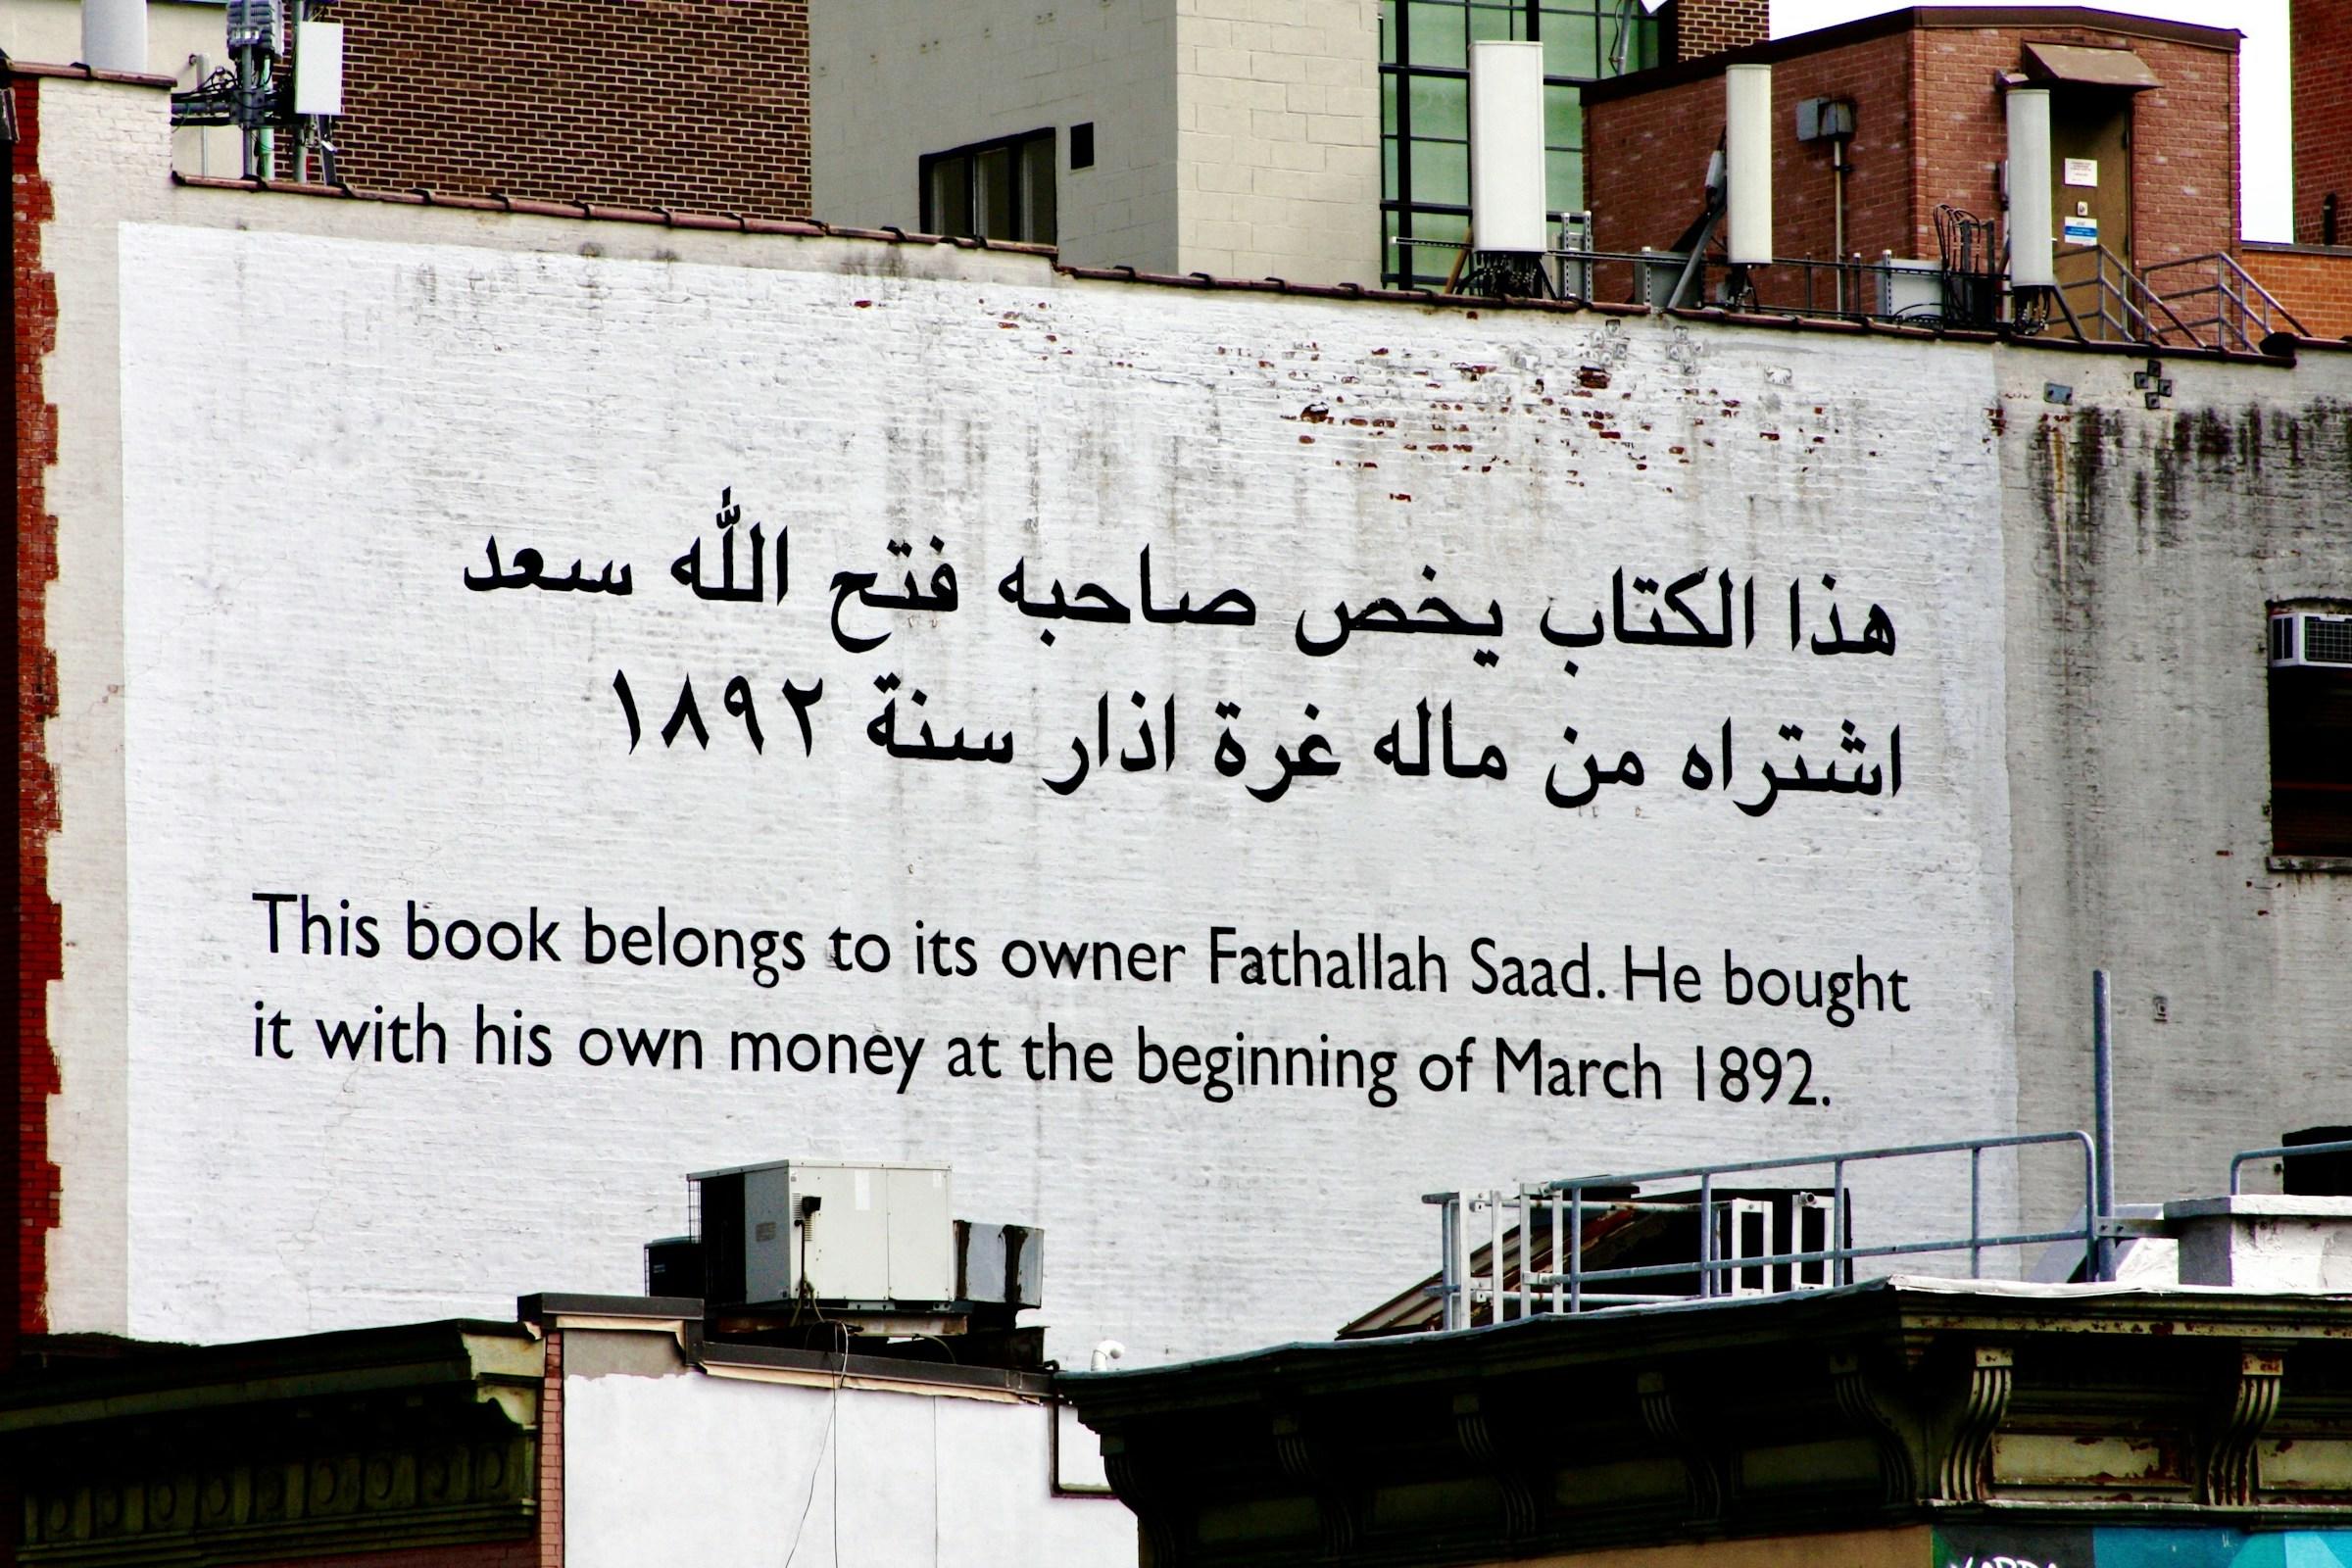 هذا الكتاب يخص صاحبه فتح الله سعد
اشتراه من ماله غرة اذار سنة ١٨٩٢
This book belongs to its owner Fathallah Saad. He bought
it with his own money at the beginning of March 1892.